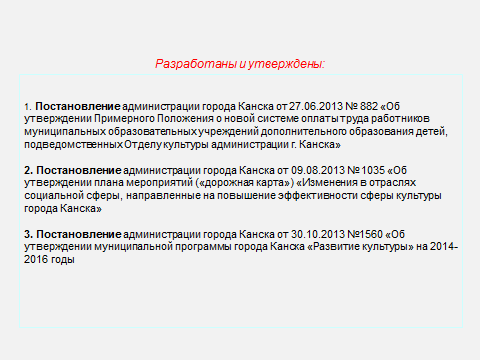 Разработаны и утверждены:
1. Постановление администрации города Канска от 27.06.2013 № 882 «Об
утверждении Примерного Положения о новой системе оплаты труда работников
муниципальных образовательных учреждений дополнительного образования детей,
подведомственных Отделу культуры администрации г. Канска»
2. Постановление администрации города Канска от 09.08.2013 №1035 «Об
утверждении плана мероприятий («дорожная карта») «Изменения в отраслях
социальной сферы, направленные на повышение эффективности сферы культуры
города Канска»
3. Постановление администрации города Канска от 30.10.2013 №1560 «Об
утверждении муниципальной программы города Канска «Развитие культуры» на 2014-
2016 годы